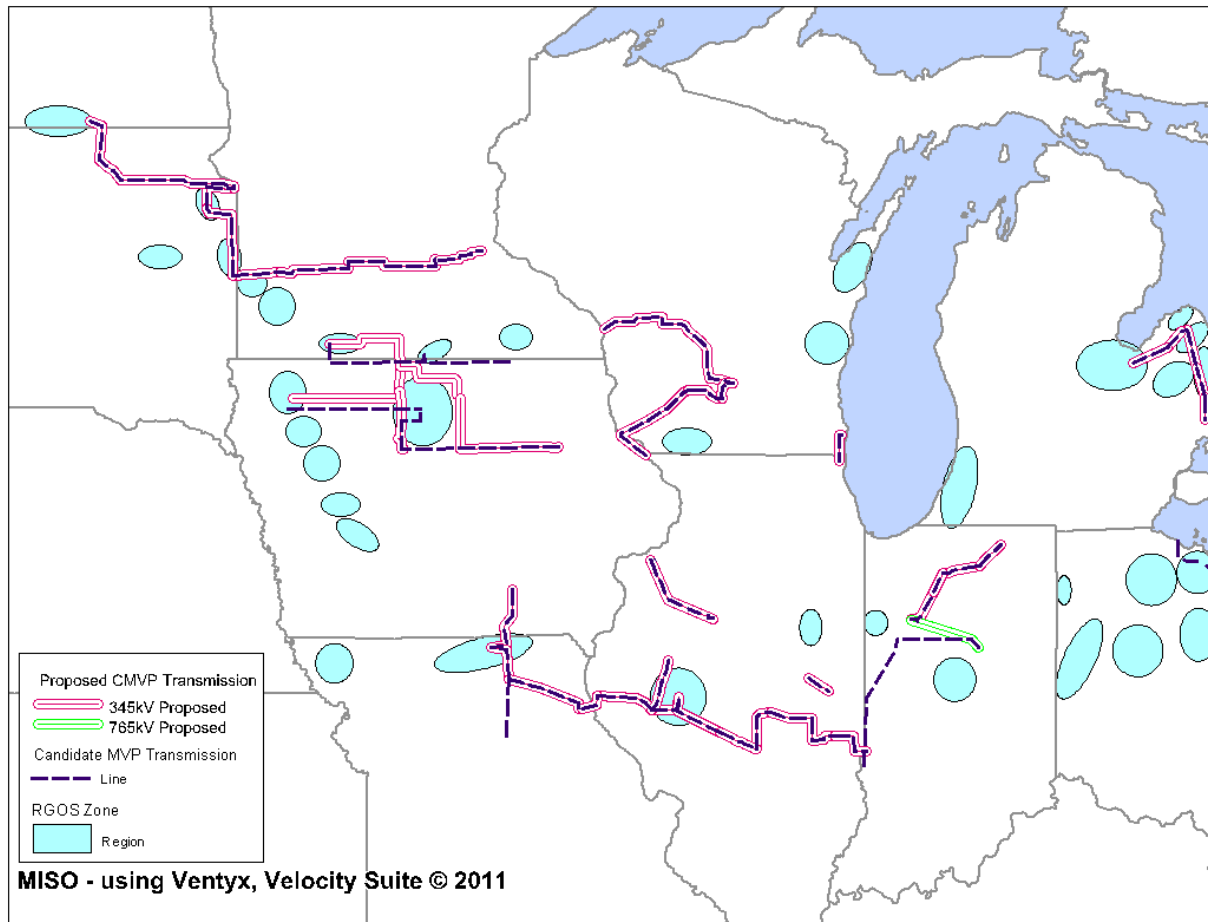 Proposed CMVP Transmission
345kV Proposed
765kV Proposed
Candidate MVP Transmission
Line
RGOS Zone
Region
MISO - using Ventyx, Velocity Suite © 2011